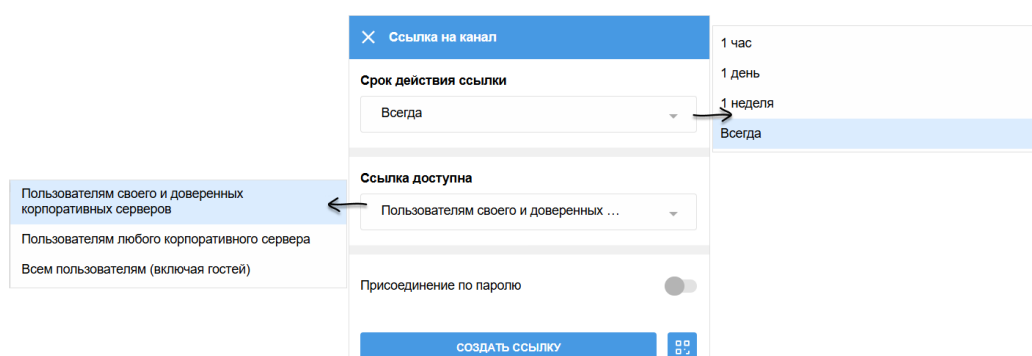 Ссылка на канал
Срок действия ссылки
Всегда
1 час
1 день
1 неделя
Всегда
Ссылка доступна
Пользователям своего и доверенных ...
Пользователям своего и доверенных
корпоративных серверов
Пользователям любого корпоративного сервера
Всем пользователям (включая гостей)
Присоединение по паролю
СОЗДАТЬ ССЫЛКУ